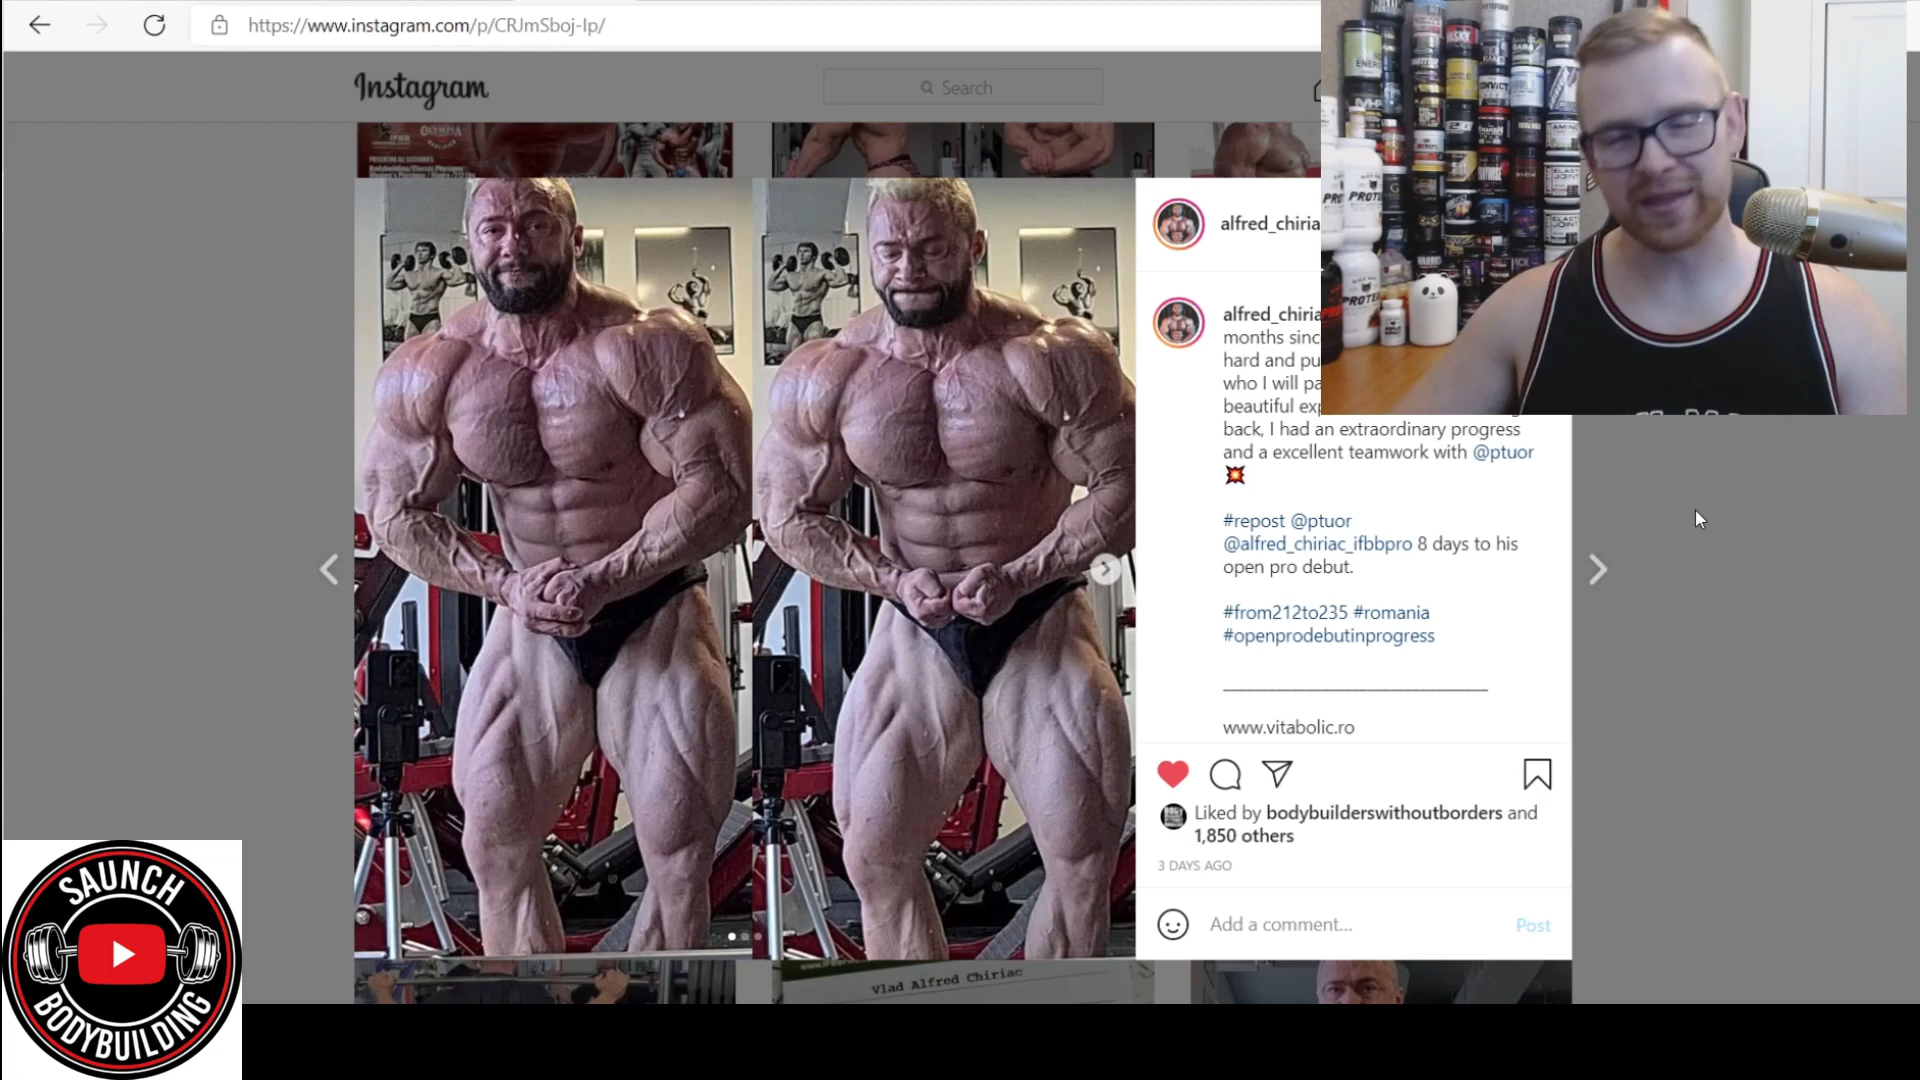 https://www.instagram.com/p/CRJmSboj-Ip/
Instagram
Search
OLYMPIA
alfred_chiria
alfred_chiria
months sinc
hard and pu
who I will pa
beautiful exp
back, I had an extraordinary progress
and a excellent teamwork with @ptuor
#repost @ptuor
@alfred_chiriac_ifbbpro 8 days to his
open pro debut.
#from212to235 #romania
#openprodebutinprogress
www.vitabolic.ro
Liked by bodybuilderswithoutborders and
1,850 others
3 DAYS AGO
Add a comment...
Post
Vlad Alfred Chiriac
SAUNCH
BODYBUILDING